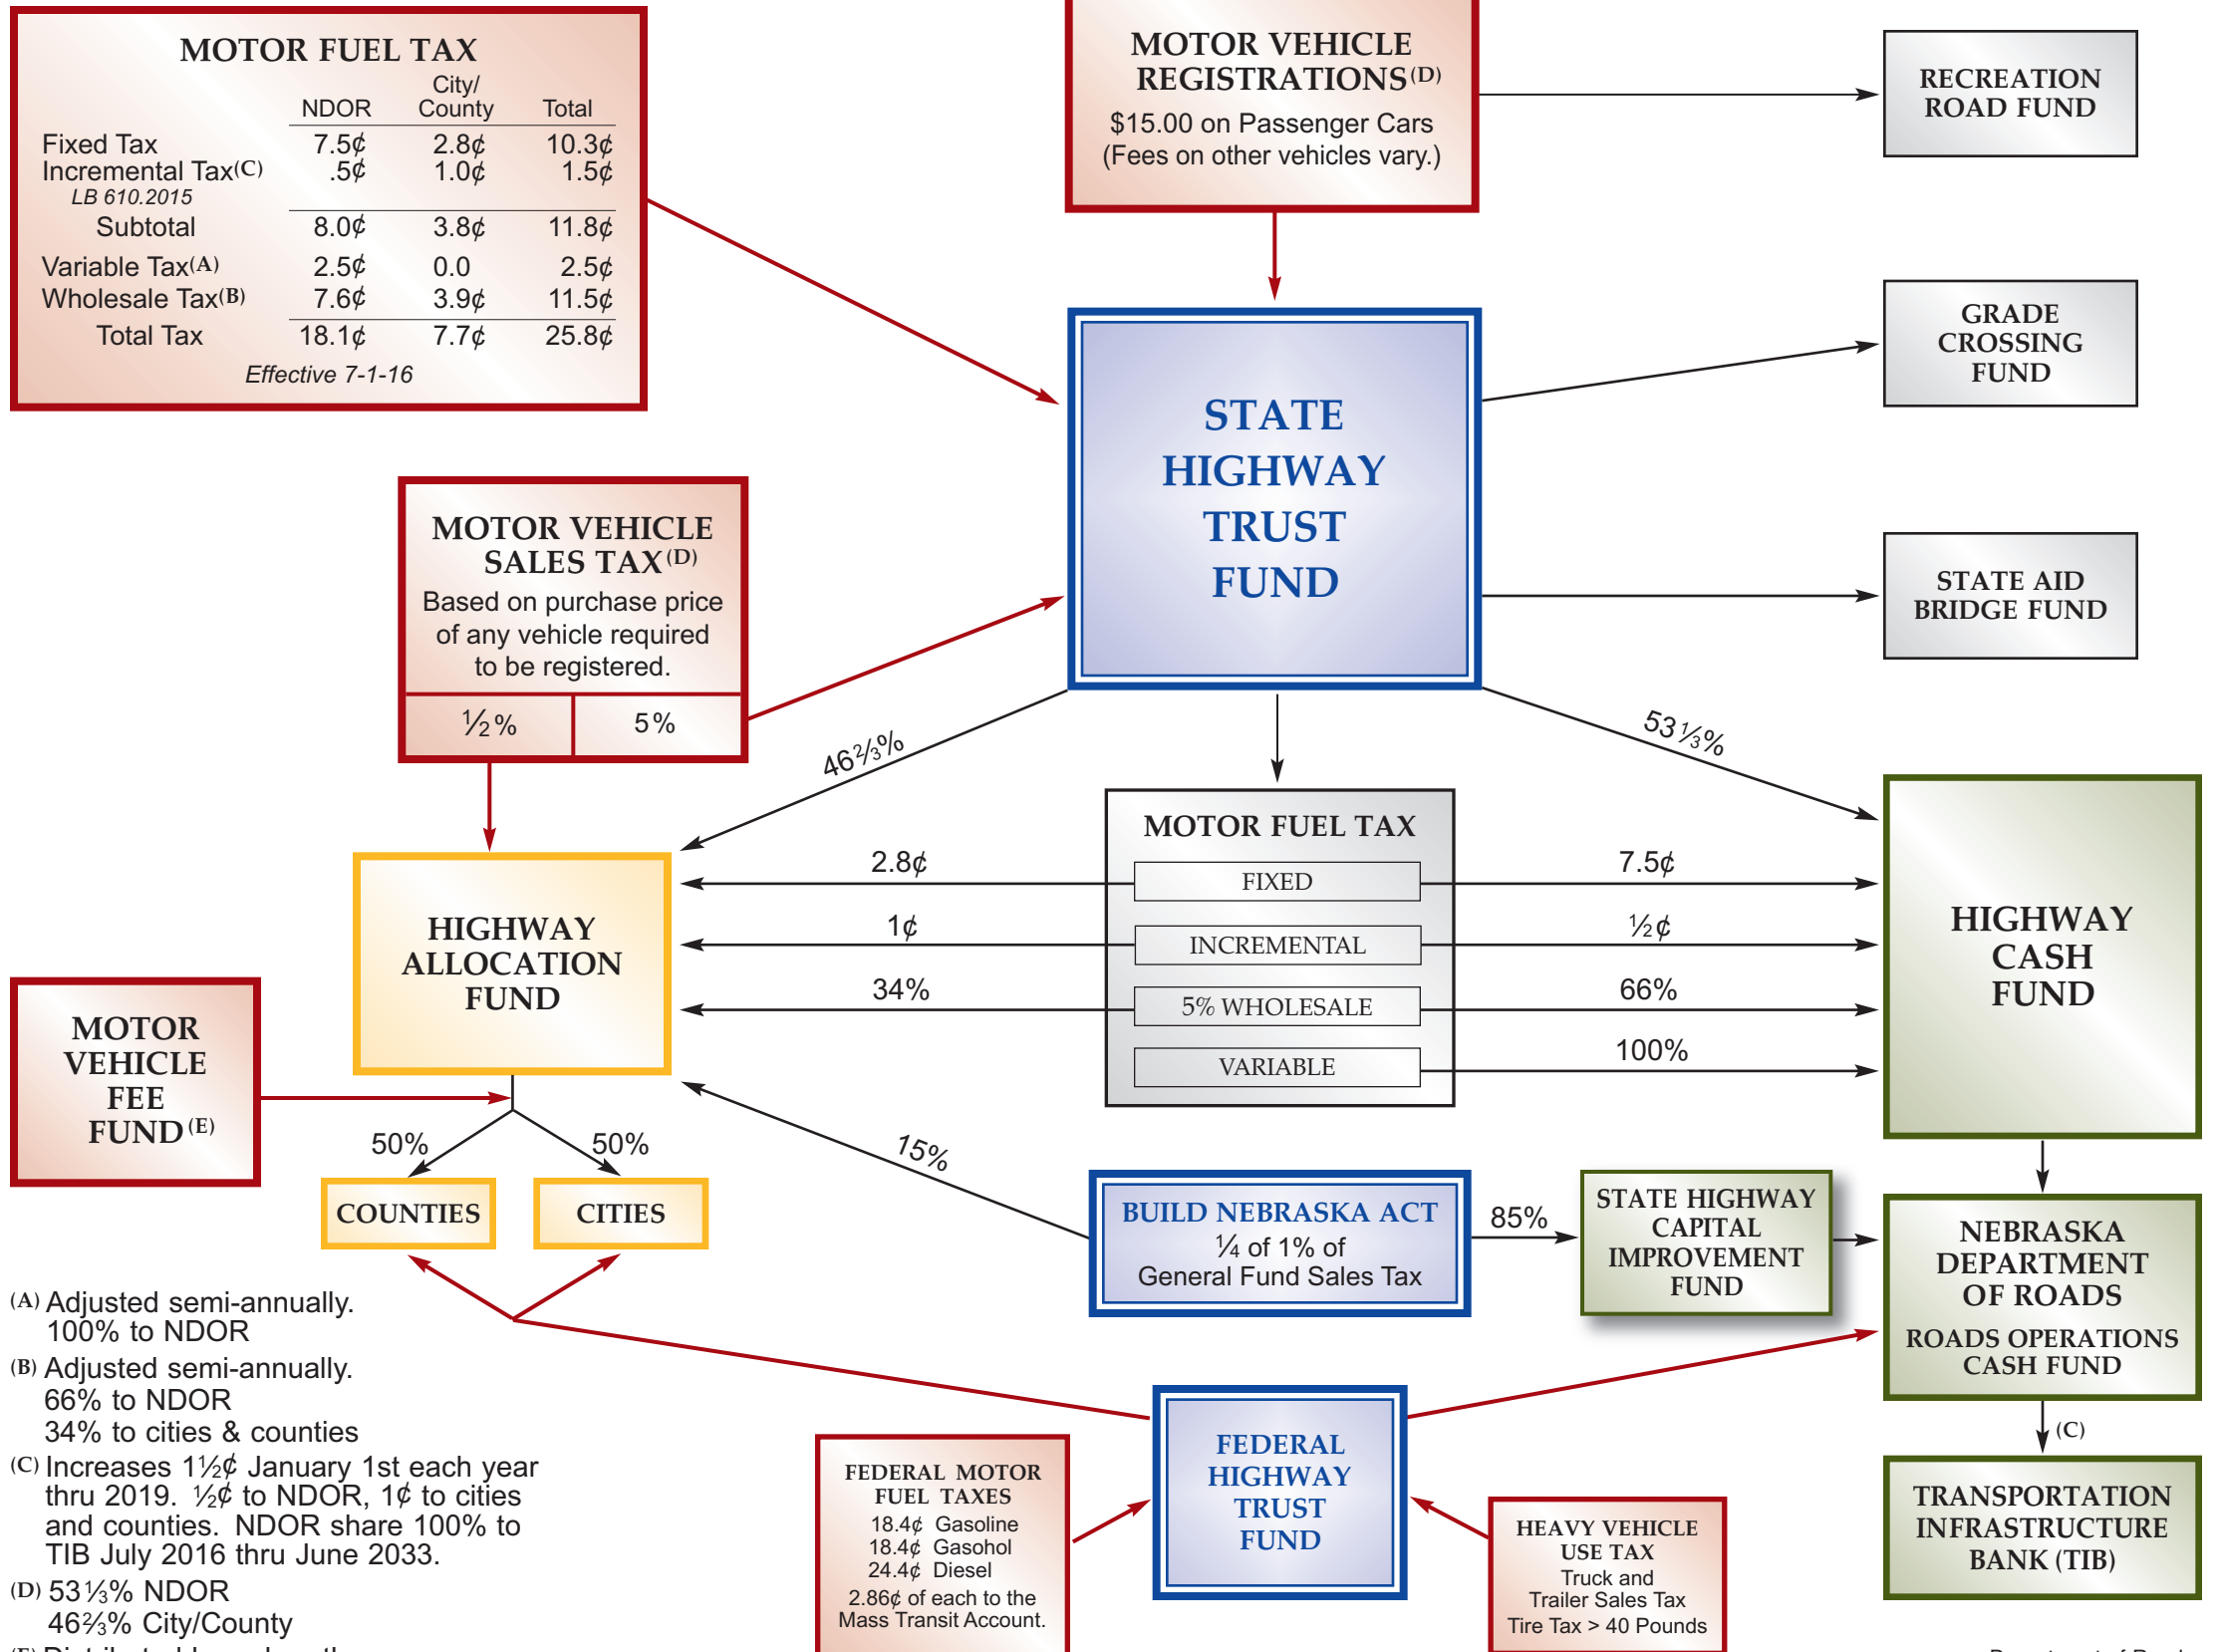 MOTOR FUEL TAX
NDOR City/County Total
Fixed Tax 7.5¢ 2.8¢ 10.3¢
Incremental Tax(C) .5¢ 1.0¢ 1.5¢
LB 610.2015
Subtotal 8.0¢ 3.8¢ 11.8¢
Variable Tax(A) 2.5¢ 0.0 2.5¢
Wholesale Tax(B) 7.6¢ 3.9¢ 11.5¢
Total Tax 18.1¢ 7.7¢ 25.8¢
Effective 7-1-16
MOTOR VEHICLE
REGISTRATIONS(D)
$15.00 on Passenger Cars
(Fees on other vehicles vary.)
RECREATION
ROAD FUND
GRADE
CROSSING
FUND
STATE
HIGHWAY
TRUST
FUND
STATE AID
BRIDGE FUND
MOTOR VEHICLE
SALES TAX(D)
Based on purchase price
of any vehicle required
to be registered.
½% 5%
46⅔%
53⅓%
MOTOR FUEL TAX
2.8¢ FIXED 7.5¢
1¢ INCREMENTAL ½¢
34% 5% WHOLESALE 66%
VARIABLE 100%
HIGHWAY
ALLOCATION
FUND
HIGHWAY
CASH
FUND
MOTOR
VEHICLE
FEE
FUND(E)
50% 50%
COUNTIES CITIES
15%
BUILD NEBRASKA ACT
¼ of 1% of
General Fund Sales Tax
85%
STATE HIGHWAY
CAPITAL
IMPROVEMENT
FUND
NEBRASKA
DEPARTMENT
OF ROADS
ROADS OPERATIONS
CASH FUND
(C)
TRANSPORTATION
INFRASTRUCTURE
BANK (TIB)
FEDERAL
HIGHWAY
TRUST
FUND
FEDERAL MOTOR
FUEL TAXES
18.4¢ Gasoline
18.4¢ Gasohol
24.4¢ Diesel
2.86¢ of each to the
Mass Transit Account.
HEAVY VEHICLE
USE TAX
Truck and
Trailer Sales Tax
Tire Tax > 40 Pounds
(A) Adjusted semi-annually.
100% to NDOR
(B) Adjusted semi-annually.
66% to NDOR
34% to cities & counties
(C) Increases 1½¢ January 1st each year
thru 2019. ½¢ to NDOR, 1¢ to cities
and counties. NDOR share 100% to
TIB July 2016 thru June 2033.
(D) 53⅓% NDOR
46⅔% City/County